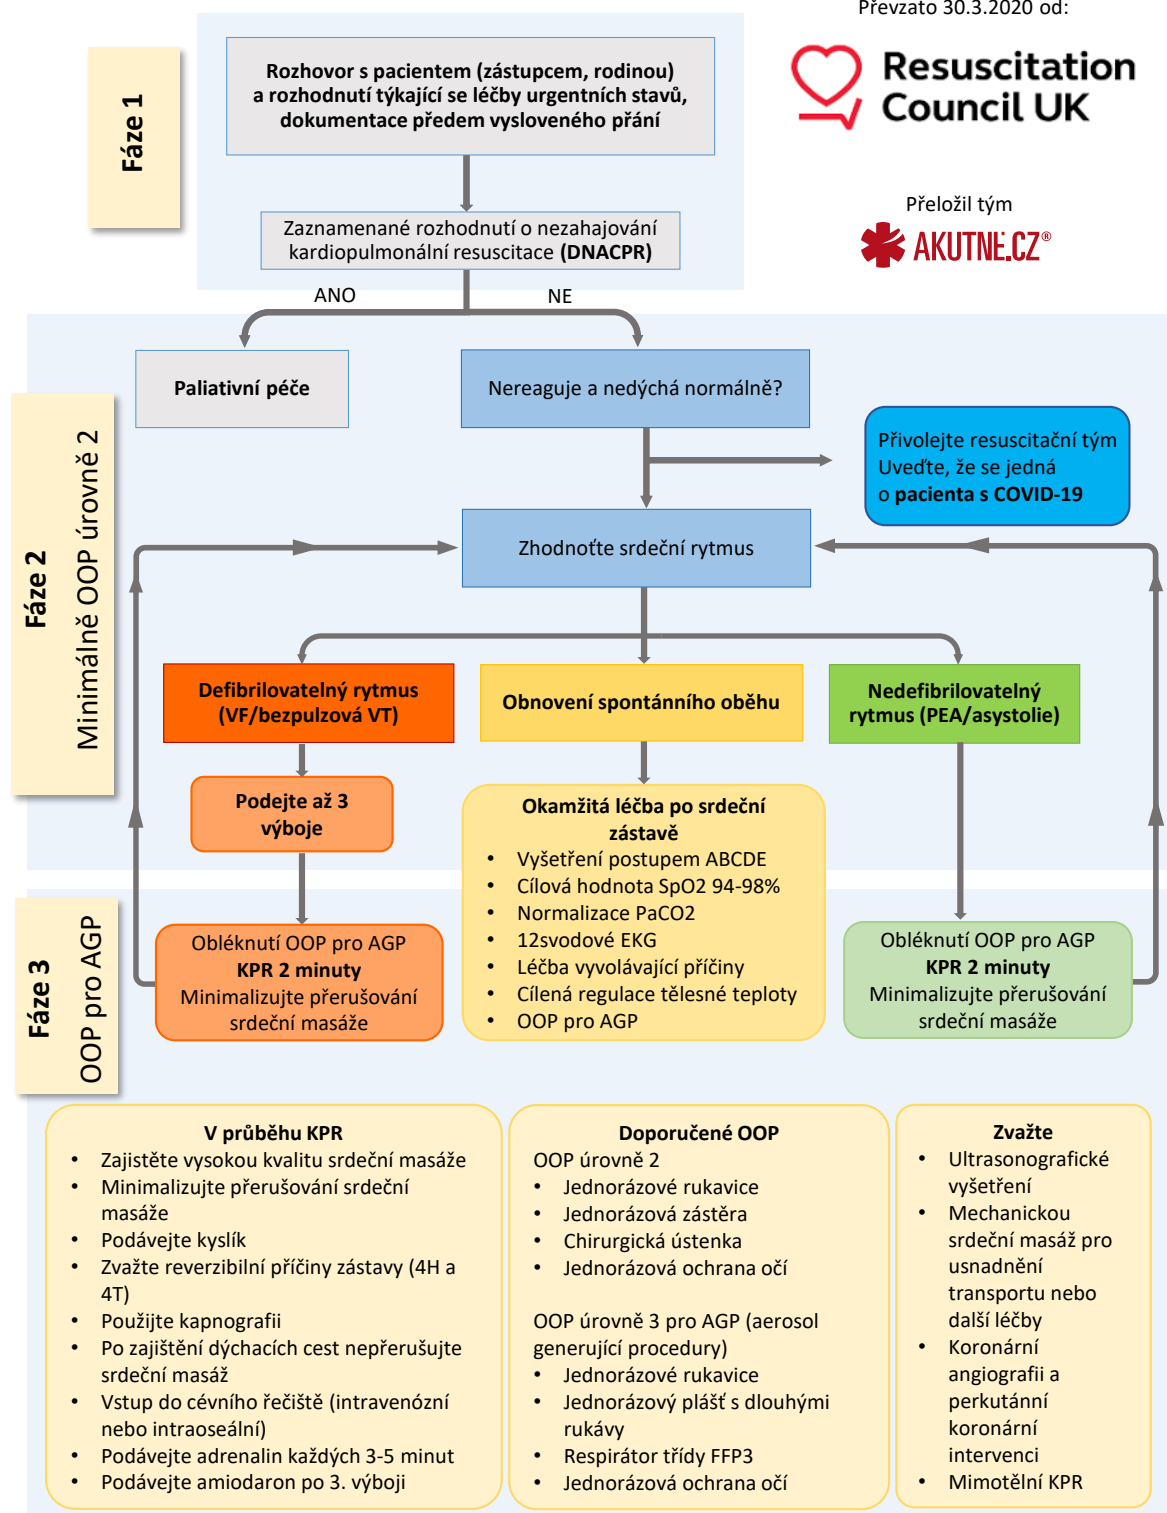 Převzato 30.3.2020 od:
Resuscitation
Council UK
Přeložil tým
AKUTNE.CZ®
Fáze 1
Rozhovor s pacientem (zástupcem, rodinou)
a rozhodnutí týkající se léčby urgentních stavů,
dokumentace předem vysloveného přání
Zaznamenané rozhodnutí o nezahajování
kardiopulmonální resuscitace (DNACPR)
ANO
NE
Fáze 2
Minimálně OOP úrovně 2
Paliativní péče
Nereaguje a nedýchá normálně?
Přivolejte resuscitační tým
Uveďte, že se jedná
o pacienta s COVID-19
Zhodnoťte srdeční rytmus
Defibrilovatelný rytmus
(VF/bezpulzová VT)
Obnovení spontánního oběhu
Nedefibrilovatelný
rytmus (PEA/asystolie)
Podejte až 3
výboje
Okamžitá léčba po srdeční
zástavě
• Vyšetření postupem ABCDE
• Cílová hodnota SpO2 94-98%
• Normalizace PaCO2
• 12svodové EKG
• Léčba vyvolávající příčiny
• Cílená regulace tělesné teploty
• OOP pro AGP
Fáze 3
OOP pro AGP
Obléknutí OOP pro AGP
KPR 2 minuty
Minimalizujte přerušování
srdeční masáže
Obléknutí OOP pro AGP
KPR 2 minuty
Minimalizujte přerušování
srdeční masáže
V průběhu KPR
• Zajistěte vysokou kvalitu srdeční masáže
• Minimalizujte přerušování srdeční
masáže
• Podávejte kyslík
• Zvažte reverzibilní příčiny zástavy (4H a
4T)
• Použijte kapnografii
• Po zajištění dýchacích cest nepřerušujte
srdeční masáž
• Vstup do cévního řečiště (intravenózní
nebo intraoseální)
• Podávejte adrenalin každých 3-5 minut
• Podávejte amiodaron po 3. výboji
Doporučené OOP
OOP úrovně 2
• Jednorázové rukavice
• Jednorázová zástěra
• Chirurgická ústenka
• Jednorázová ochrana očí
OOP úrovně 3 pro AGP (aerosol
generující procedury)
• Jednorázové rukavice
• Jednorázový plášť s dlouhými
rukávy
• Respirátor třídy FFP3
• Jednorázová ochrana očí
Zvažte
• Ultrasonografické
vyšetření
• Mechanickou
srdeční masáž pro
usnadnění
transportu nebo
další léčby
• Koronární
angiografii a
perkutánní
koronární
intervenci
• Mimotělní KPR